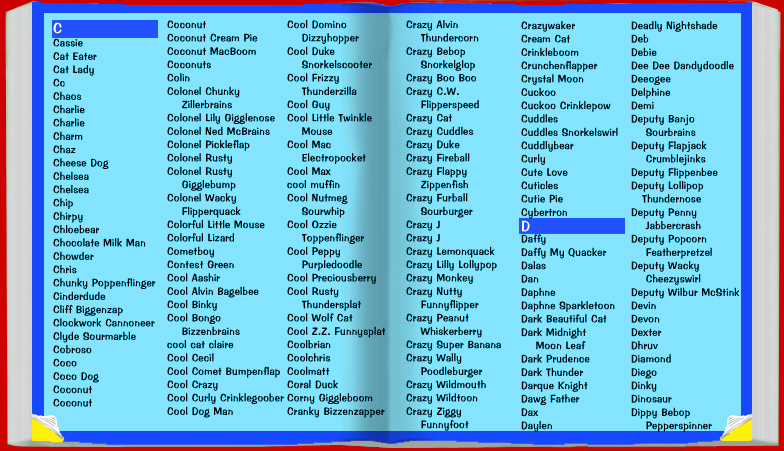 C
Cassie
Cat Eater
Cat Lady
Cc
Chaos
Charlie
Charlie
Charm
Chaz
Cheese Dog
Chelsea
Chelsea
Chip
Chirpy
Chloebear
Chocolate Milk Man
Chowder
Chris
Chunky Poppenflinger
Cinderdude
Cliff Biggenzap
Clockwork Cannoneer
Clyde Sourmarble
Cobroso
Coco
Coco Dog
Coconut
Coconut
Coconut
Coconut Cream Pie
Coconut MacBoom
Coconuts
Colin
Colonel Chunky
Zillerbrains
Colonel Lily Gigglenose
Colonel Ned McBrains
Colonel Pickleflap
Colonel Rusty
Colonel Rusty
Gigglebump
Colonel Wacky
Flipperquack
Colorful Little Mouse
Colorful Lizard
Cometboy
Contest Green
Cool Aashir
Cool Alvin Bagelbee
Cool Binky
Cool Bongo
Bizzenbrains
cool cat claire
Cool Cecil
Cool Comet Bumpenflap
Cool Crazy
Cool Curly Crinklegoober
Cool Dog Man
Cool Domino
Dizzyhopper
Cool Duke
Snorkelscooter
Cool Frizzy
Thunderzilla
Cool Guy
Cool Little Twinkle
Mouse
Cool Mac
Electropocket
Cool Max
cool muffin
Cool Nutmeg
Sourwhip
Cool Ozzie
Toppenflinger
Cool Peppy
Purpledoodle
Cool Preciousberry
Cool Rusty
Thundersplat
Cool Wolf Cat
Cool Z.Z. Funnysplat
Coolbrian
Coolchris
Coolmatt
Coral Duck
Corny Giggleboom
Cranky Bizzenzapper
Crazy Alvin
Thundercorn
Crazy Bebop
Snorkelglop
Crazy Boo Boo
Crazy C.W.
Flipperspeed
Crazy Cat
Crazy Cuddles
Crazy Duke
Crazy Fireball
Crazy Flappy
Zippenfish
Crazy Furball
Sourburger
Crazy J
Crazy J
Crazy Lemonquack
Crazy Lilly Lollypop
Crazy Monkey
Crazy Nutty
Funnyflipper
Crazy Peanut
Whiskerberry
Crazy Super Banana
Crazy Wally
Poodleburger
Crazy Wildmouth
Crazy Wildtoon
Crazy Ziggy
Funnyfoot
Crazywaker
Cream Cat
Crinkleboom
Crunchenflapper
Crystal Moon
Cuckoo
Cuckoo Crinklepow
Cuddles
Cuddles Snorkelswirl
Cuddlybear
Curly
Cute Love
Cuticles
Cutie Pie
Cybertron
D
Daffy
Daffy My Quacker
Dalas
Dan
Daphne
Daphne Sparkletoon
Dark Beautiful Cat
Dark Midnight
Moon Leaf
Dark Prudence
Dark Thunder
Darque Knight
Dawg Father
Dax
Daylen
Deadly Nightshade
Deb
Debie
Dee Dee Dandydoodle
Deeogee
Delphine
Demi
Deputy Banjo
Sourbrains
Deputy Flapjack
Crumblejinks
Deputy Flippenbee
Deputy Lollipop
Thundernose
Deputy Penny
Jabbercrash
Deputy Popcorn
Featherpretzel
Deputy Wacky
Cheezyswirl
Deputy Wilbur McStink
Devin
Devon
Dexter
Dhruv
Diamond
Diego
Dinky
Dinosaur
Dippy Bebop
Pepperspinner